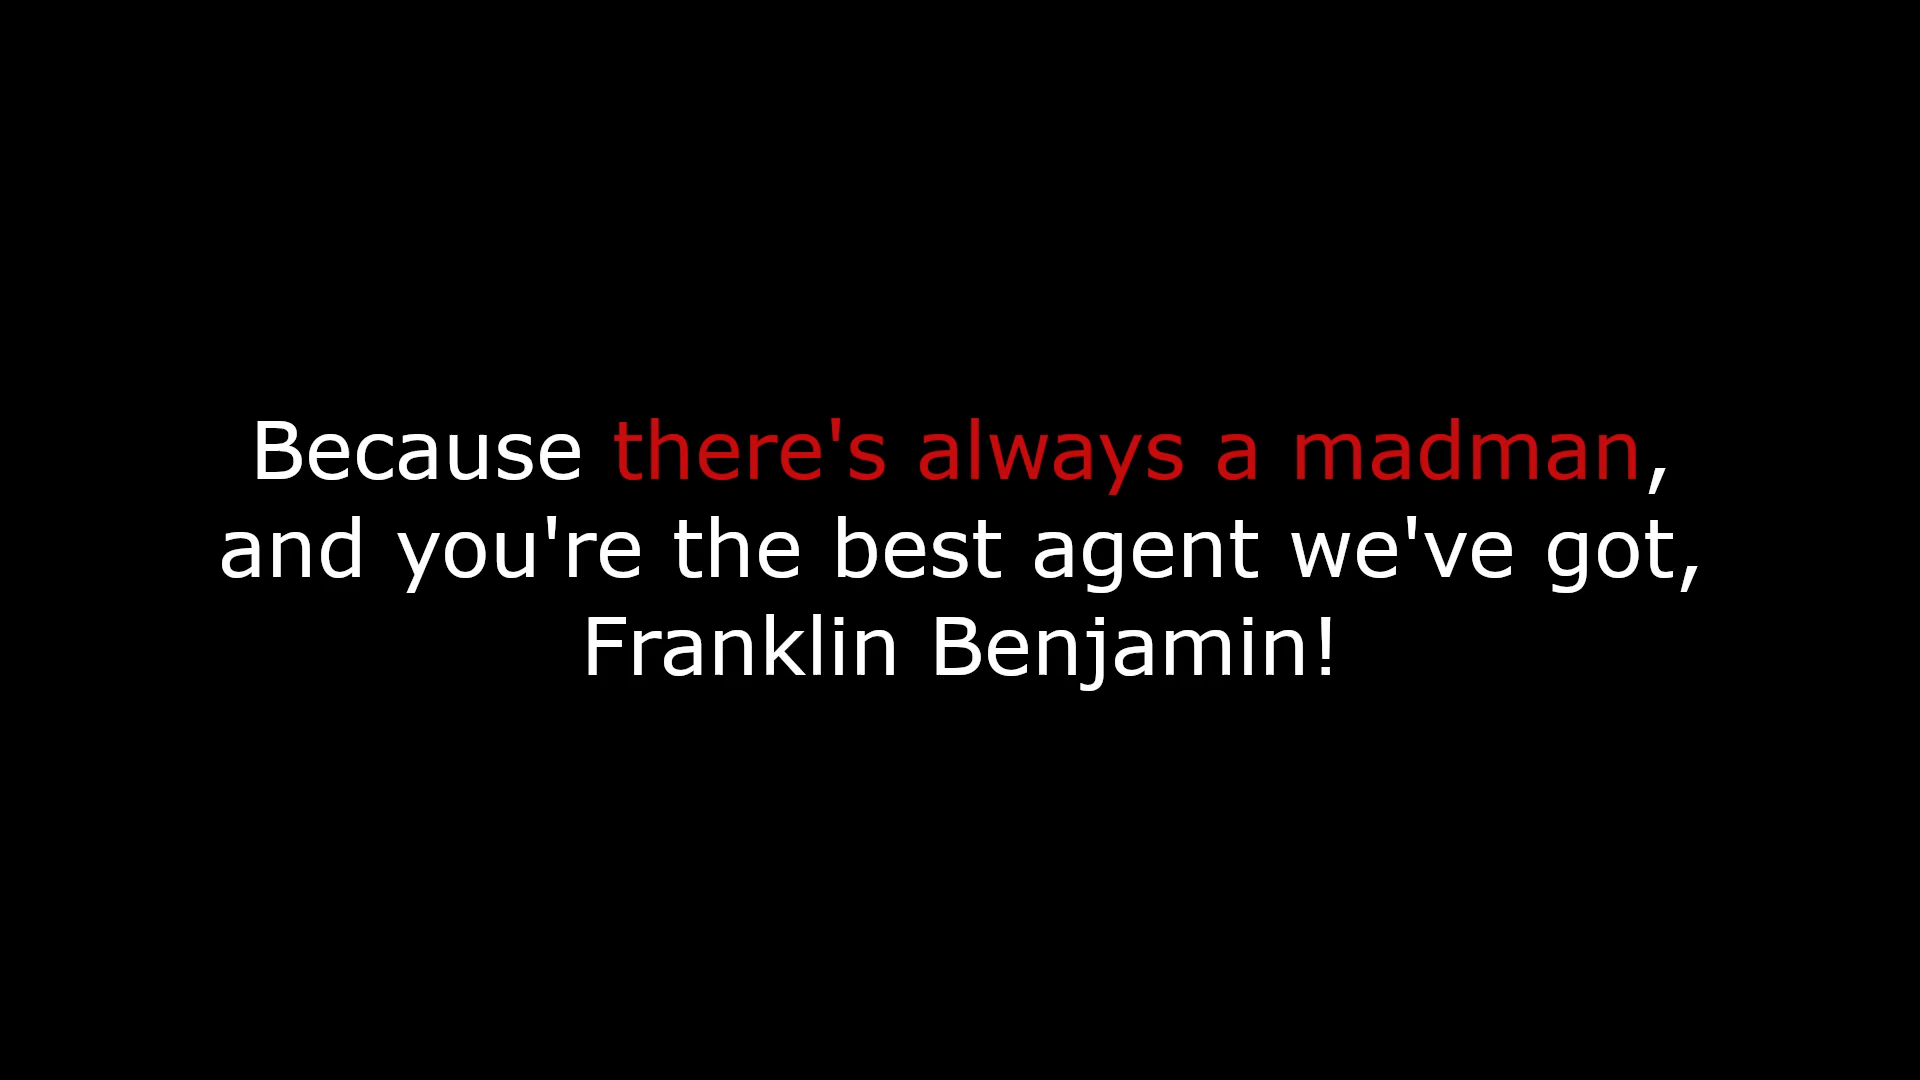 Because there's always a madman,
and you're the best agent we've got,
Franklin Benjamin!